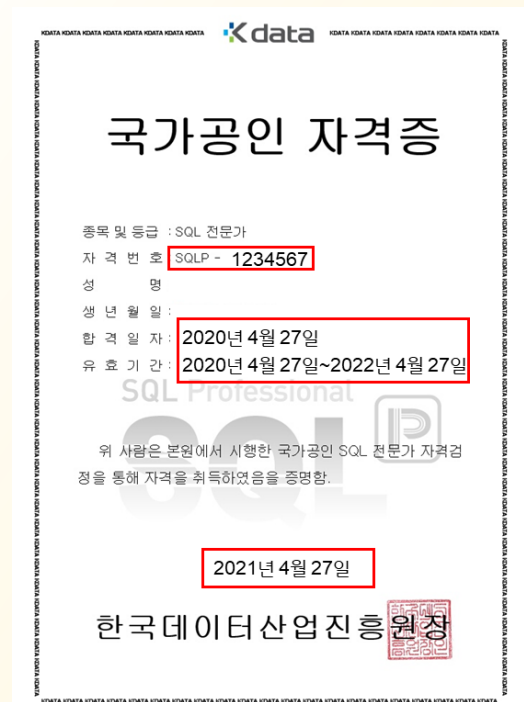 KDATA KDATA KDATA KDATA KDATA KDATA KDATA
Kdata
KDATA KDATA KDATA KDATA KDATA KDATA KDATA
국가공인 자격증
종목 및 등급 : SQL 전문가
자 격 번 호 SQLP - 1234567
성 명
생 년 월 일 :
합 격 일 자 : 2020년 4월 27일
유 효 기 간 : 2020년 4월 27일~2022년 4월 27일
SQL Professional
SQL
위 사람은 본원에서 시행한 국가공인 SQL 전문가 자격검
정을 통해 자격을 취득하였음을 증명함.
2021년 4월 27일
한국데이터산업진흥원장